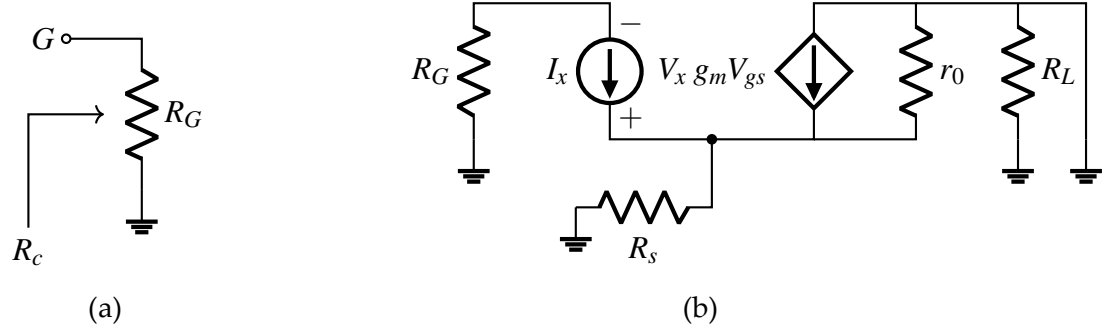 G
R_G
R_c
(a)
R_G
I_x
−
+
V_x g_mV_gs
r_0
R_L
R_s
(b)